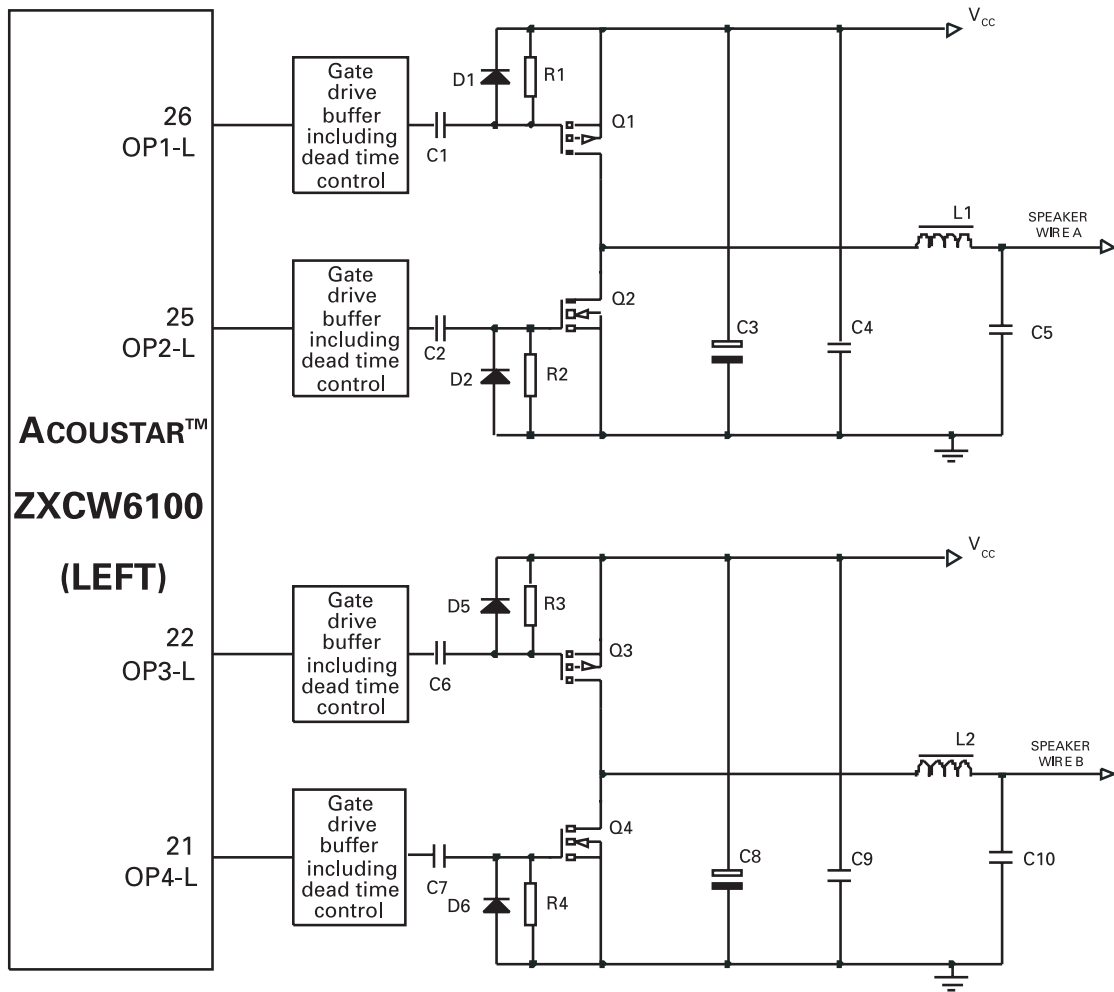 VCC
Gate
drive
buffer
including
dead time
control
D1
R1
26
OP1-L
C1
Q1
L1
SPEAKER
WIRE A
Gate
drive
buffer
including
dead time
control
25
OP2-L
C2
Q2
D2
R2
C3
C4
C5
ACOUSTAR™
ZXCW6100
(LEFT)
VCC
Gate
drive
buffer
including
dead time
control
D5
R3
22
OP3-L
C6
Q3
L2
SPEAKER
WIRE B
Gate
drive
buffer
including
dead time
control
21
OP4-L
C7
Q4
D6
R4
C8
C9
C10